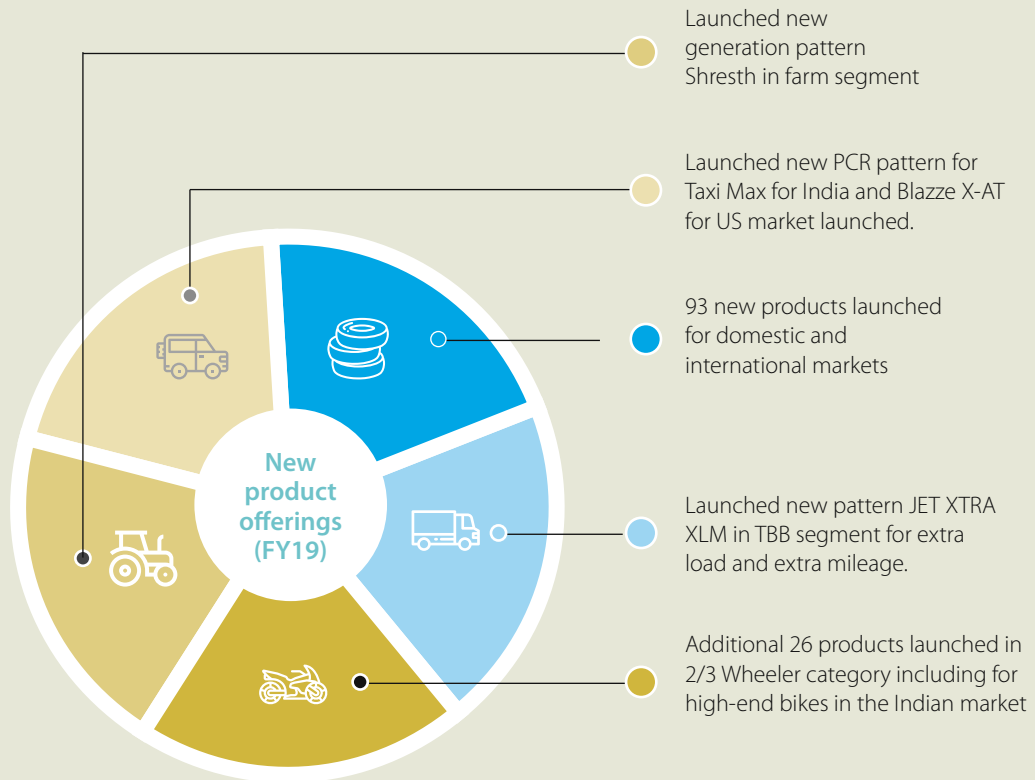 Launched new
generation pattern
Shresth in farm segment
Launched new PCR pattern for
Taxi Max for India and Blazze X-AT
for US market launched.
93 new products launched
for domestic and
international markets
New
product
offerings
(FY19)
Launched new pattern JET XTRA
XLM in TBB segment for extra
load and extra mileage.
Additional 26 products launched in
2/3 Wheeler category including for
high-end bikes in the Indian market